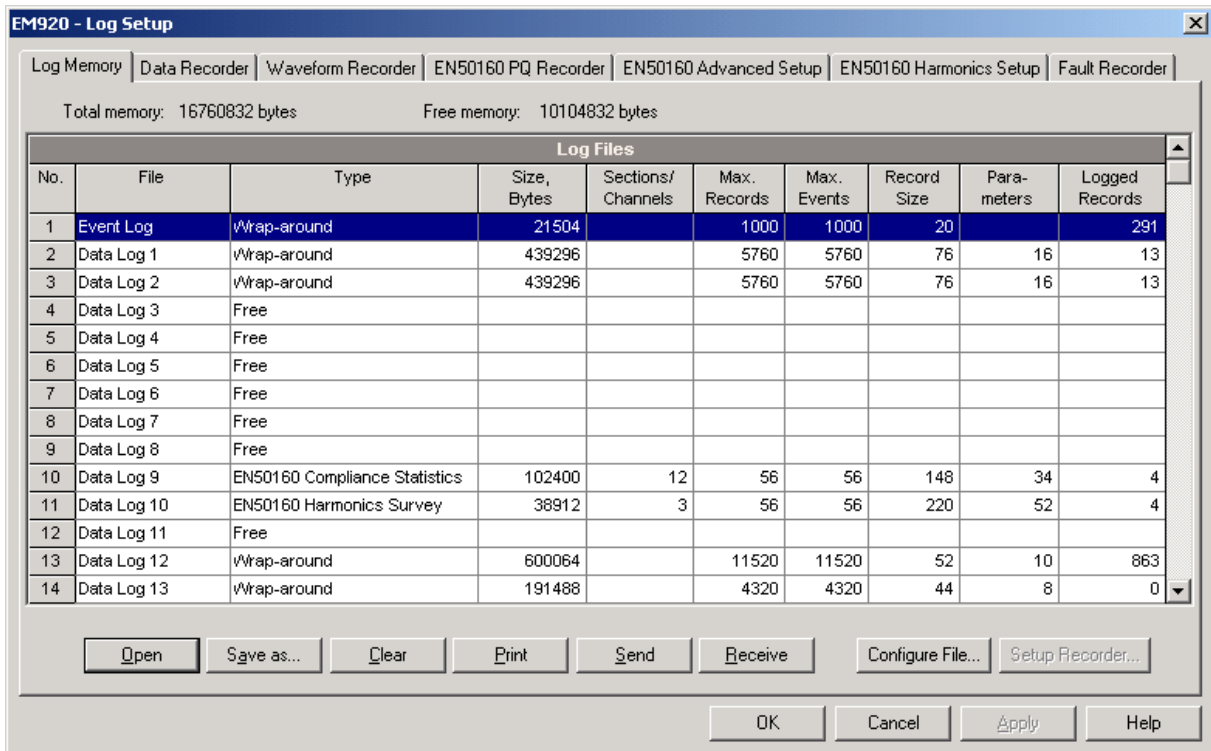 EM920 - Log Setup
Log Memory Data Recorder Waveform Recorder EN50160 PQ Recorder EN50160 Advanced Setup EN50160 Harmonics Setup Fault Recorder
Total memory: 16760832 bytes Free memory: 10104832 bytes
Log Files
No. File Type Size, Bytes Sections/ Channels Max. Records Max. Events Record Size Para- meters Logged Records
1 Event Log Wrap-around 21504 1000 1000 20 291
2 Data Log 1 Wrap-around 439296 5760 5760 76 16 13
3 Data Log 2 Wrap-around 439296 5760 5760 76 16 13
4 Data Log 3 Free
5 Data Log 4 Free
6 Data Log 5 Free
7 Data Log 6 Free
8 Data Log 7 Free
9 Data Log 8 Free
10 Data Log 9 EN50160 Compliance Statistics 102400 12 56 56 148 34 4
11 Data Log 10 EN50160 Harmonics Survey 38912 3 56 56 220 52 4
12 Data Log 11 Free
13 Data Log 12 Wrap-around 600064 11520 11520 52 10 863
14 Data Log 13 Wrap-around 191488 4320 4320 44 8 0
Open Save as... Clear Print Send Receive Configure File... Setup Recorder...
OK Cancel Apply Help